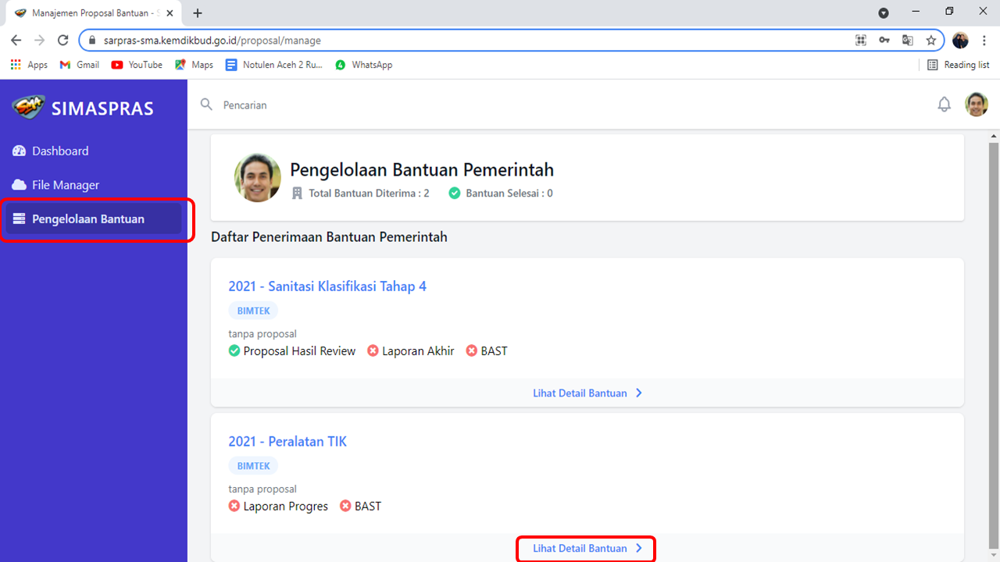 Manajemen Proposal Bantuan - S
sarpras-sma.kemdikbud.go.id/proposal/manage
Apps Gmail YouTube Maps Notulen Aceh 2 Ru... WhatsApp Reading list
SMA SIMASPRAS
Pencarian
Dashboard
File Manager
Pengelolaan Bantuan
Pengelolaan Bantuan Pemerintah
Total Bantuan Diterima : 2 Bantuan Selesai : 0
Daftar Penerimaan Bantuan Pemerintah
2021 - Sanitasi Klasifikasi Tahap 4
BIMTEK
tanpa proposal
Proposal Hasil Review Laporan Akhir BAST
Lihat Detail Bantuan
2021 - Peralatan TIK
BIMTEK
tanpa proposal
Laporan Progres BAST
Lihat Detail Bantuan